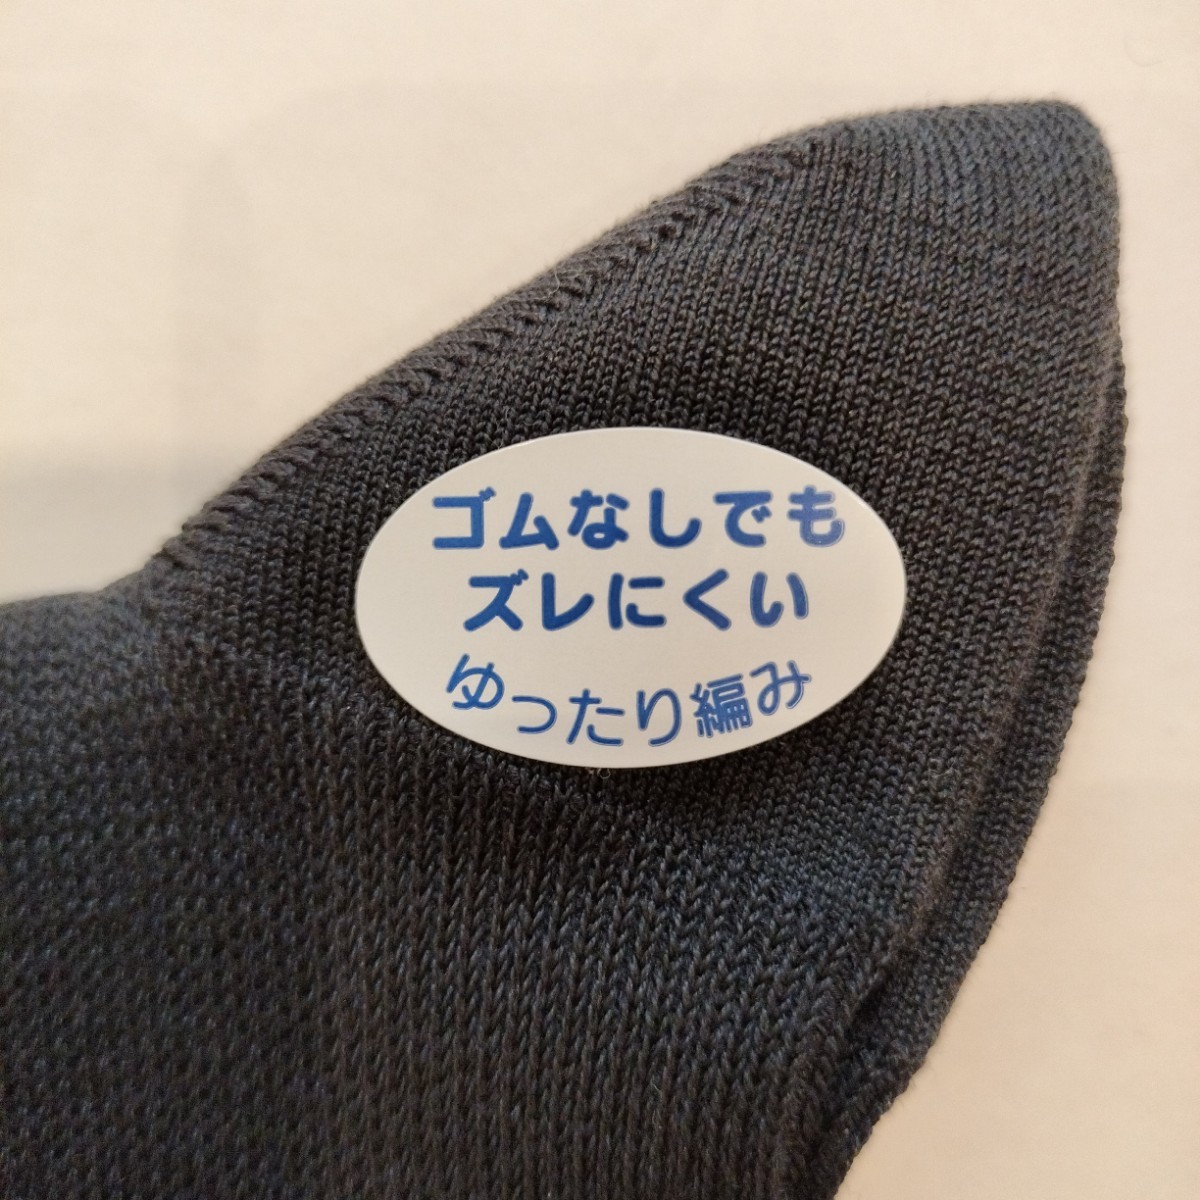 ゴムなしでも
ズレにくい
ゆったり編み